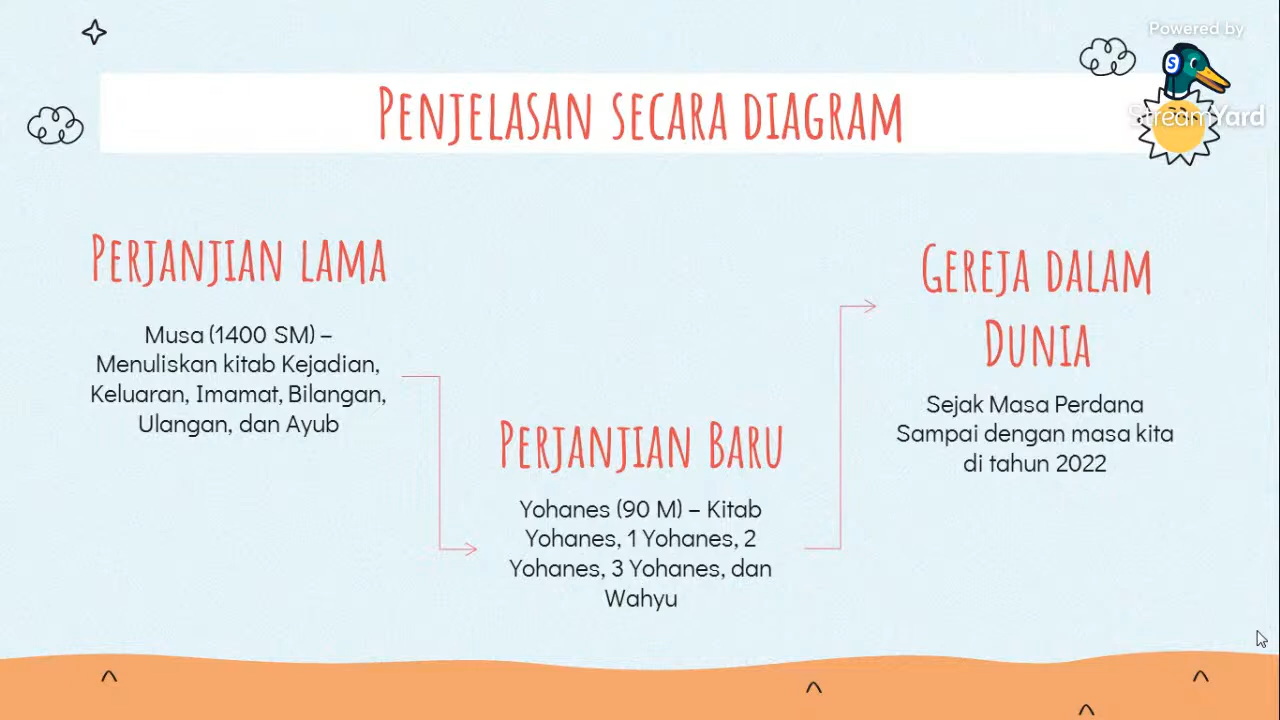 Powered by
StreamYard
Penjelasan secara diagram
Perjanjian lama
Musa (1400 SM) –
Menuliskan kitab Kejadian,
Keluaran, Imamat, Bilangan,
Ulangan, dan Ayub
Perjanjian Baru
Yohanes (90 M) – Kitab
Yohanes, 1 Yohanes, 2
Yohanes, 3 Yohanes, dan
Wahyu
Gereja dalam
Dunia
Sejak Masa Perdana
Sampai dengan masa kita
di tahun 2022